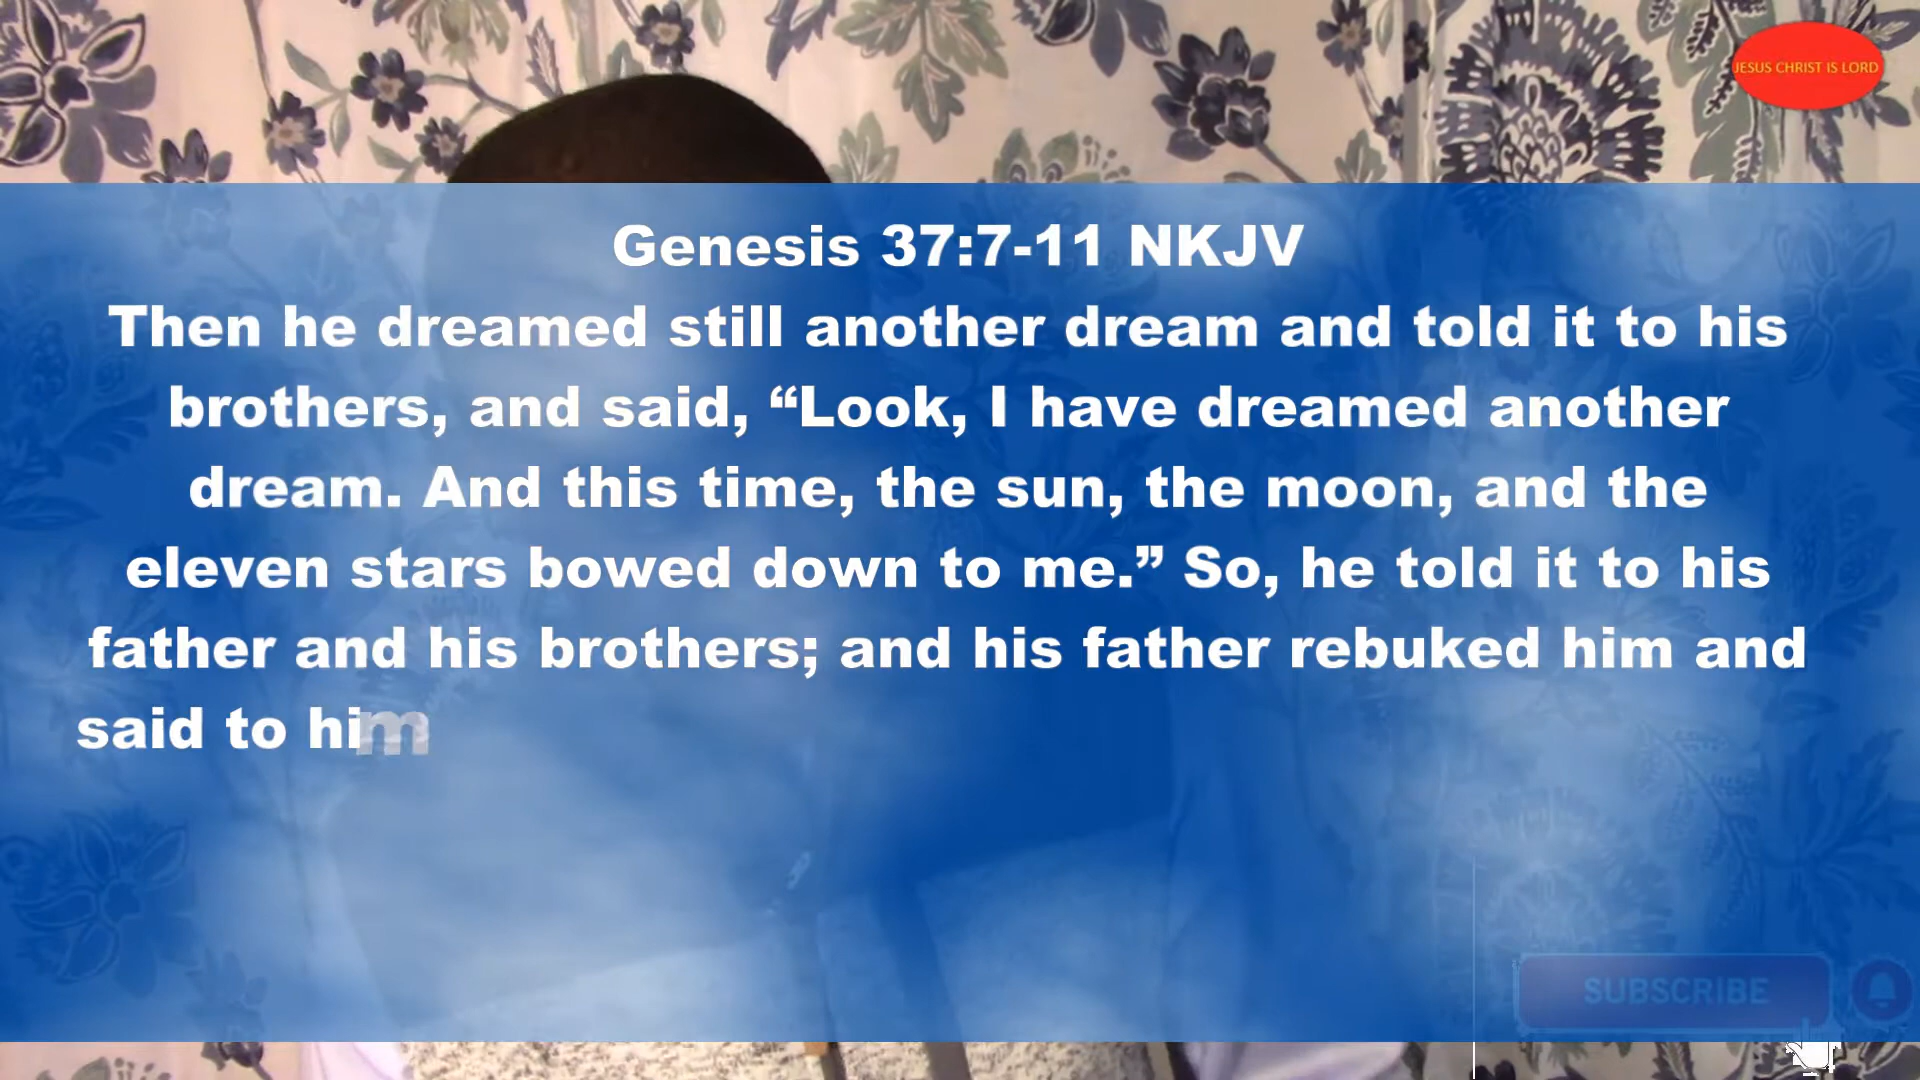 JESUS CHRIST IS LORD
Genesis 37:7-11 NKJV
Then he dreamed still another dream and told it to his
brothers, and said, “Look, I have dreamed another
dream. And this time, the sun, the moon, and the
eleven stars bowed down to me.” So, he told it to his
father and his brothers; and his father rebuked him and
said to him
SUBSCRIBE